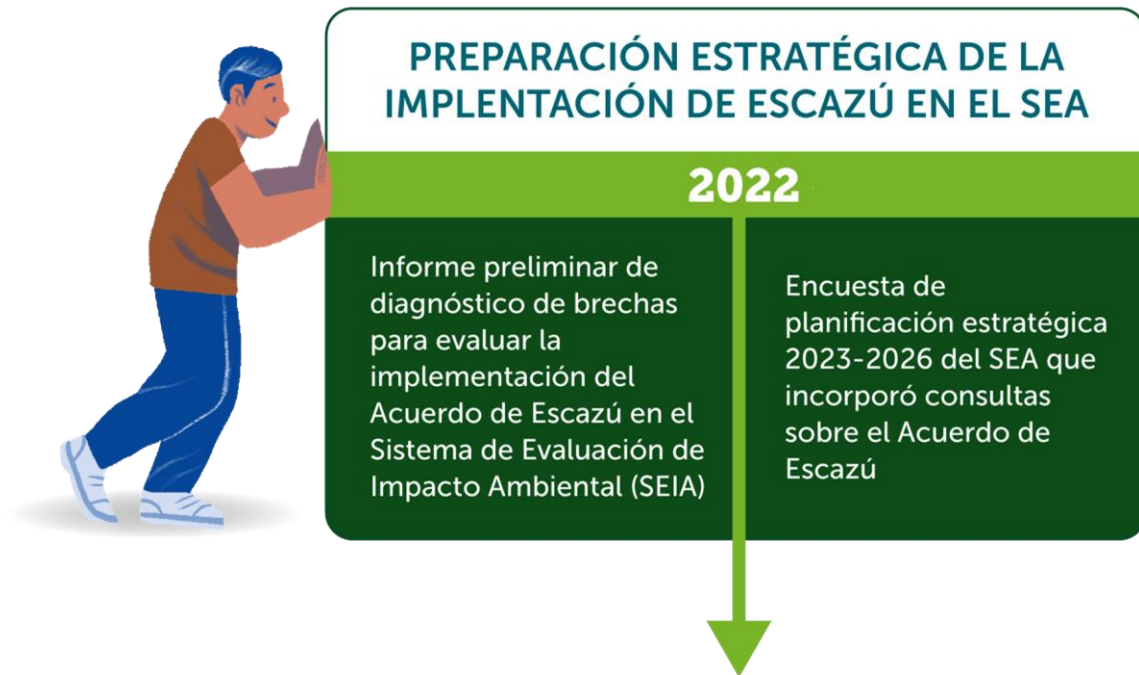 PREPARACIÓN ESTRATÉGICA DE LA
IMPLENTACIÓN DE ESCAZÚ EN EL SEA
2022
Informe preliminar de
diagnóstico de brechas
para evaluar la
implementación del
Acuerdo de Escazú en el
Sistema de Evaluación de
Impacto Ambiental (SEIA)
Encuesta de
planificación estratégica
2023-2026 del SEA que
incorporó consultas
sobre el Acuerdo de
Escazú